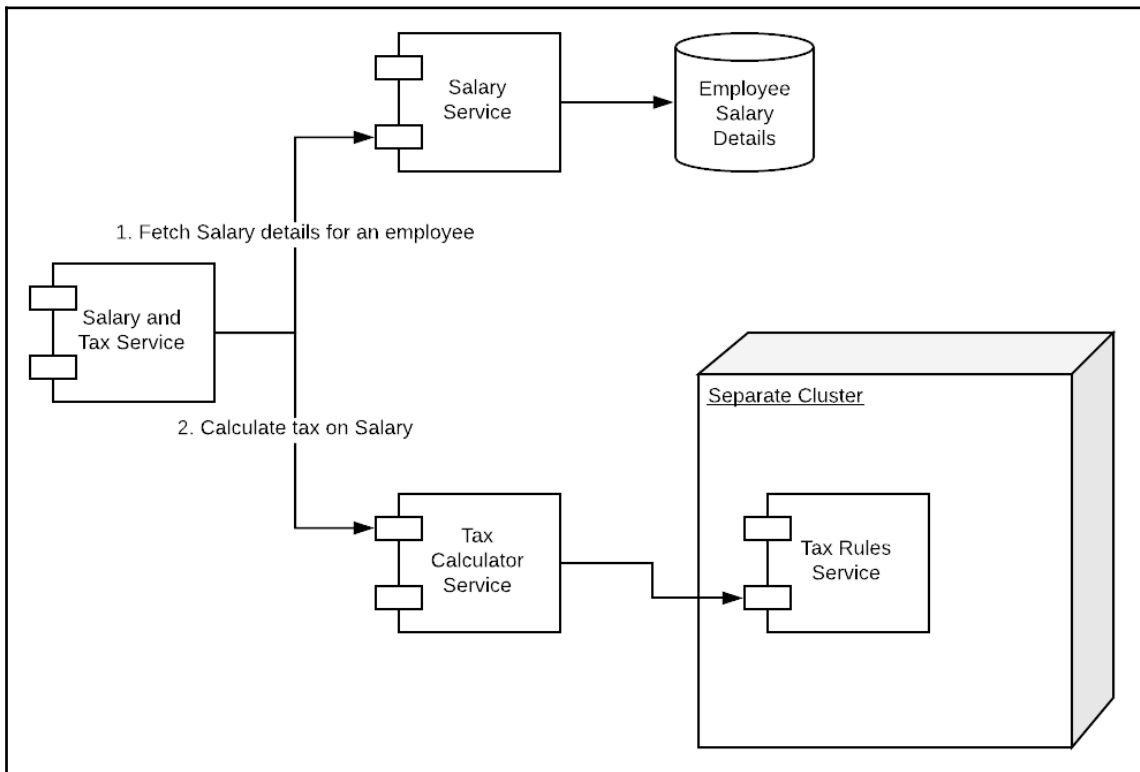 Salary
Service
Employee
Salary
Details
1. Fetch Salary details for an employee
Salary and
Tax Service
2. Calculate tax on Salary
Separate Cluster
Tax
Calculator
Service
Tax Rules
Service